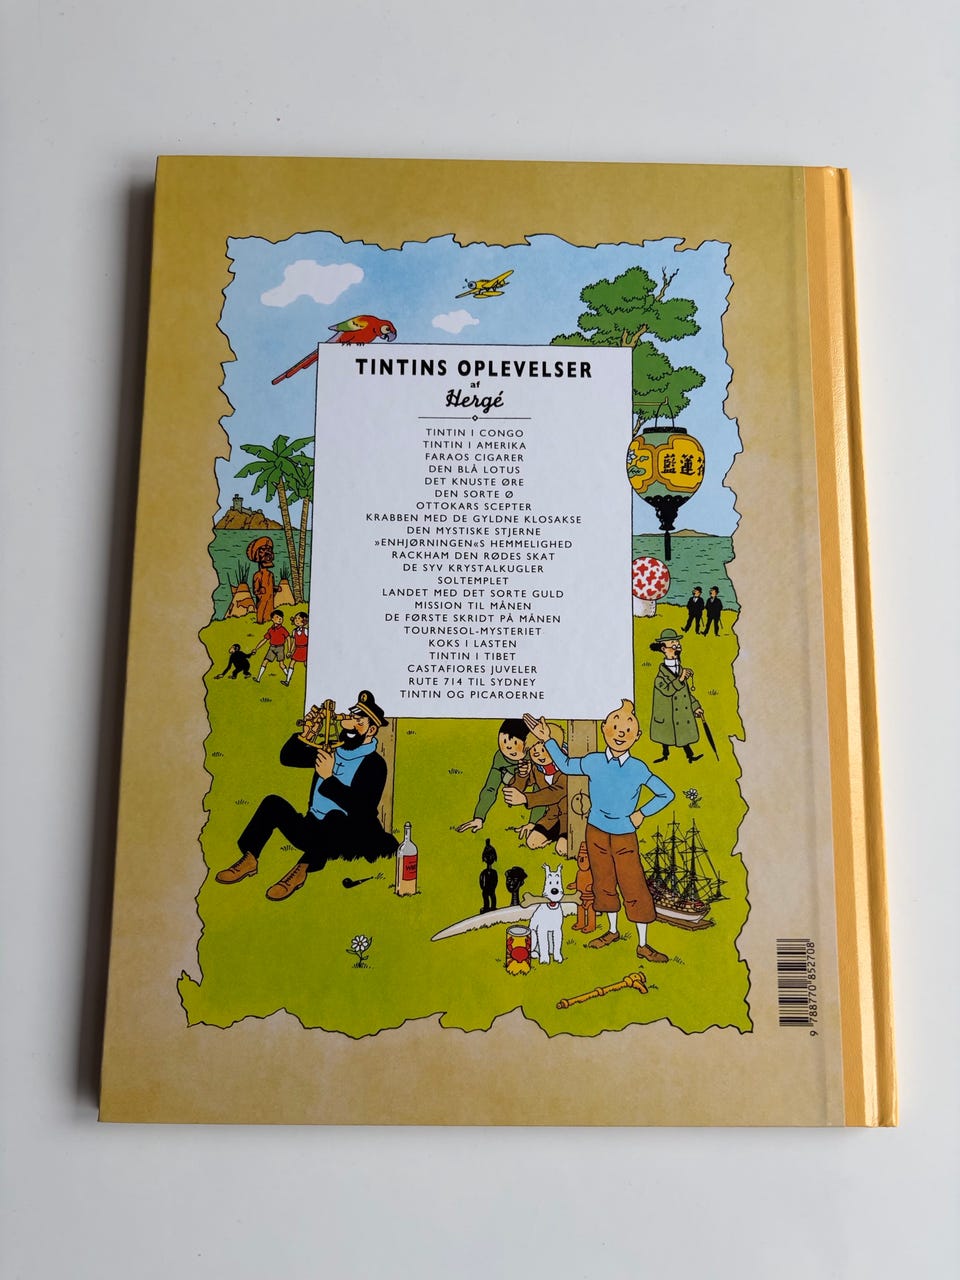 TINTINS OPLEVELSER
af
Hergé
TINTIN I CONGO
TINTIN I AMERIKA
FARAOS CIGARER
DEN BLÅ LOTUS
DET KNUSTE ØRE
DEN SORTE Ø
OTTOKARS SCEPTER
KRABBEN MED DE GYLDNE KLOSAKSE
DEN MYSTISKE STJERNE
»ENHJØRNINGEN«S HEMMELIGHED
RACKHAM DEN RØDES SKAT
DE SYV KRYSTALKUGLER
SOLTEMPLET
LANDET MED DET SORTE GULD
MISSION TIL MÅNEN
DE FØRSTE SKRIDT PÅ MÅNEN
TOURNESOL-MYSTERIET
KOKS I LASTEN
TINTIN I TIBET
CASTAFIORES JUVELER
RUTE 714 TIL SYDNEY
TINTIN OG PICAROERNE
藍蓮
9 788770 852708